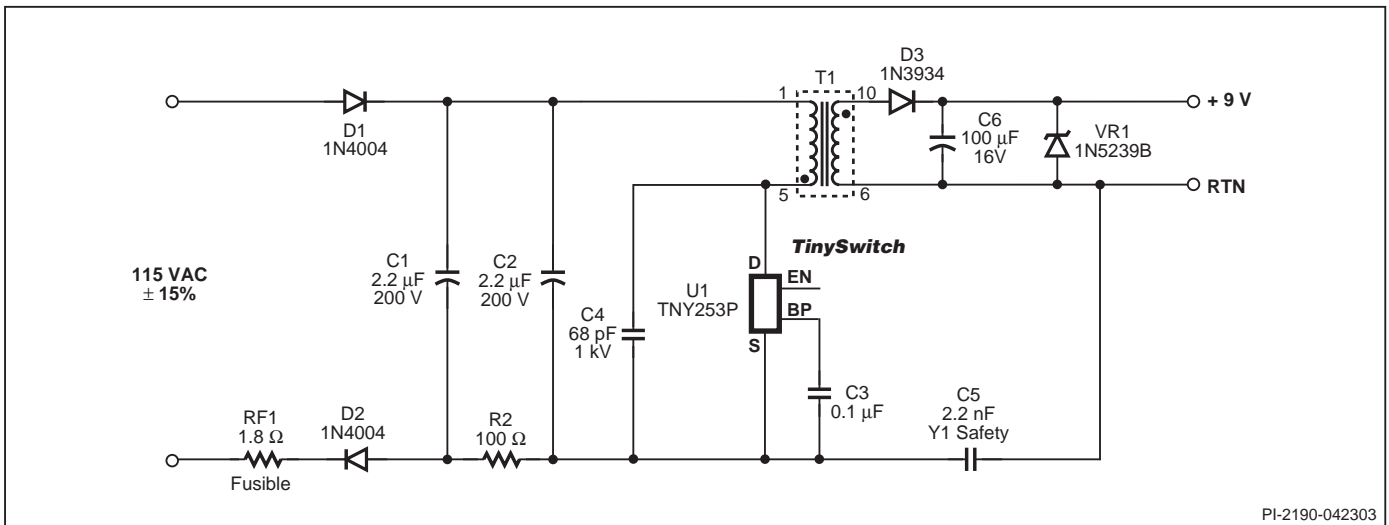 D3
1N3934
T1
1
10
+ 9 V
D1
1N4004
C6
100 µF
16V
VR1
1N5239B
5
6
RTN
TinySwitch
115 VAC
± 15%
C1
2.2 µF
200 V
C2
2.2 µF
200 V
D
EN
U1
TNY253P
BP
S
C4
68 pF
1 kV
C3
0.1 µF
C5
2.2 nF
Y1 Safety
RF1
1.8 Ω
Fusible
D2
1N4004
R2
100 Ω
PI-2190-042303